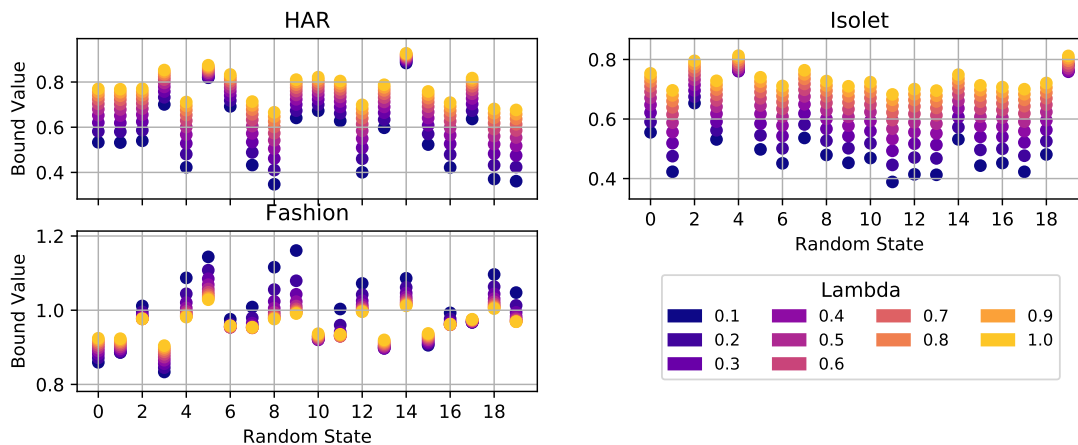 HAR
Bound Value
0.8
0.6
0.4
Isolet
0.8
0.6
0.4
0 2 4 6 8 10 12 14 16 18
Random State
Fashion
Bound Value
1.2
1.0
0.8
0 2 4 6 8 10 12 14 16 18
Random State
Lambda
0.1 0.4 0.7 0.9
0.2 0.5 0.8 1.0
0.3 0.6